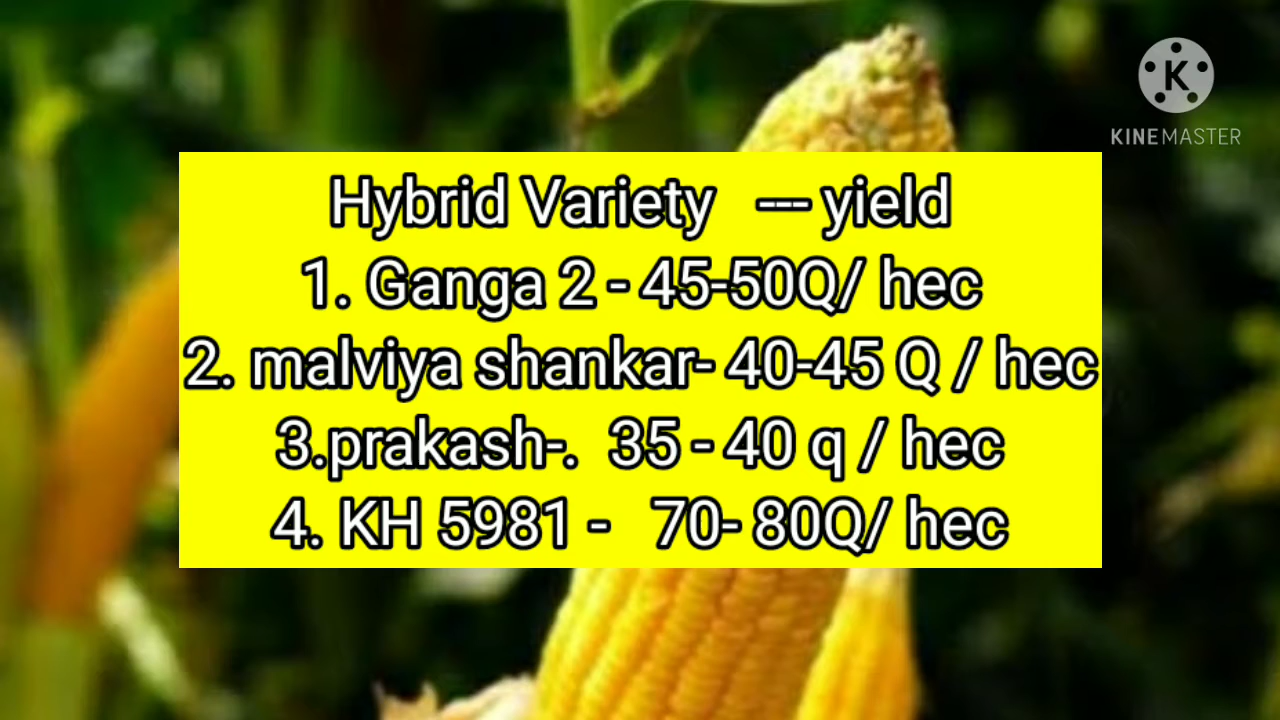 K
KINEMASTER
Hybrid Variety --- yield
1. Ganga 2 - 45-50Q/ hec
2. malviya shankar- 40-45 Q / hec
3.prakash-. 35 - 40 q / hec
4. KH 5981 - 70- 80Q/ hec